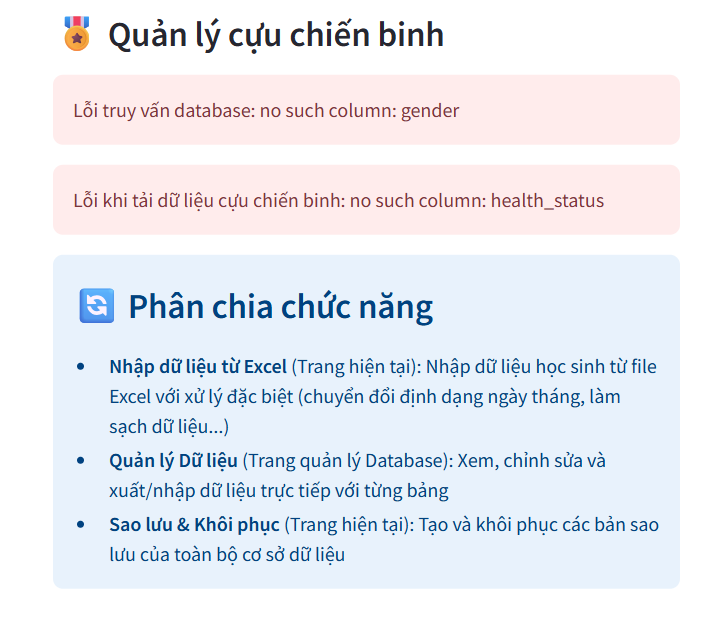 Quản lý cựu chiến binh
Lỗi truy vấn database: no such column: gender
Lỗi khi tải dữ liệu cựu chiến binh: no such column: health_status
Phân chia chức năng
• Nhập dữ liệu từ Excel (Trang hiện tại): Nhập dữ liệu học sinh từ file
Excel với xử lý đặc biệt (chuyển đổi định dạng ngày tháng, làm
sạch dữ liệu...)
• Quản lý Dữ liệu (Trang quản lý Database): Xem, chỉnh sửa và
xuất/nhập dữ liệu trực tiếp với từng bảng
• Sao lưu & Khôi phục (Trang hiện tại): Tạo và khôi phục các bản sao
lưu của toàn bộ cơ sở dữ liệu